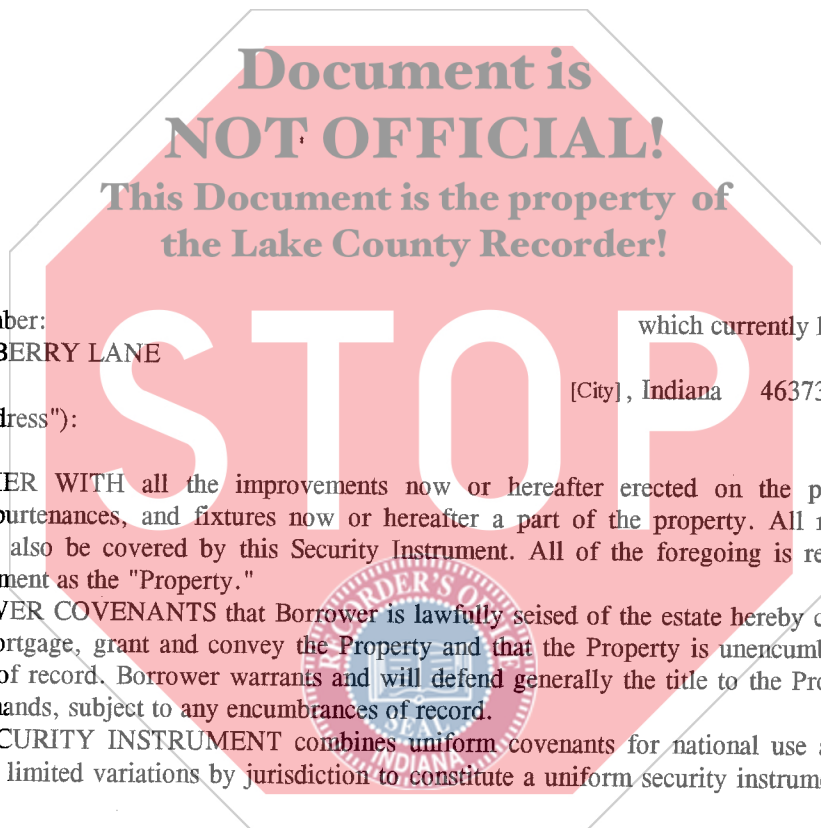 Document is
NOT OFFICIAL!
This Document is the property of
the Lake County Recorder!
STOP
ber: which currently
BERRY LANE
[City], Indiana 46373
dress"):
ER WITH all the improvements now or hereafter erected on the p
purtenances, and fixtures now or hereafter a part of the property. All
also be covered by this Security Instrument. All of the foregoing is re
ment as the "Property."
VER COVENANTS that Borrower is lawfully seised of the estate hereby c
ortgage, grant and convey the Property and that the Property is unencumb
of record. Borrower warrants and will defend generally the title to the Pro
ands, subject to any encumbrances of record.
CURITY INSTRUMENT combines uniform covenants for national use a
limited variations by jurisdiction to constitute a uniform security instrume
RECORDER'S OFFICE
SEAL
INDIANA